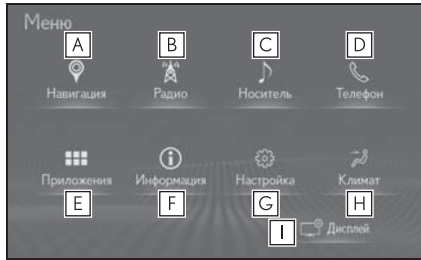 Меню
A B C D
Навигация Радио Носитель Телефон
Приложения Информация Настройка Климат
E F G H
I Дисплей